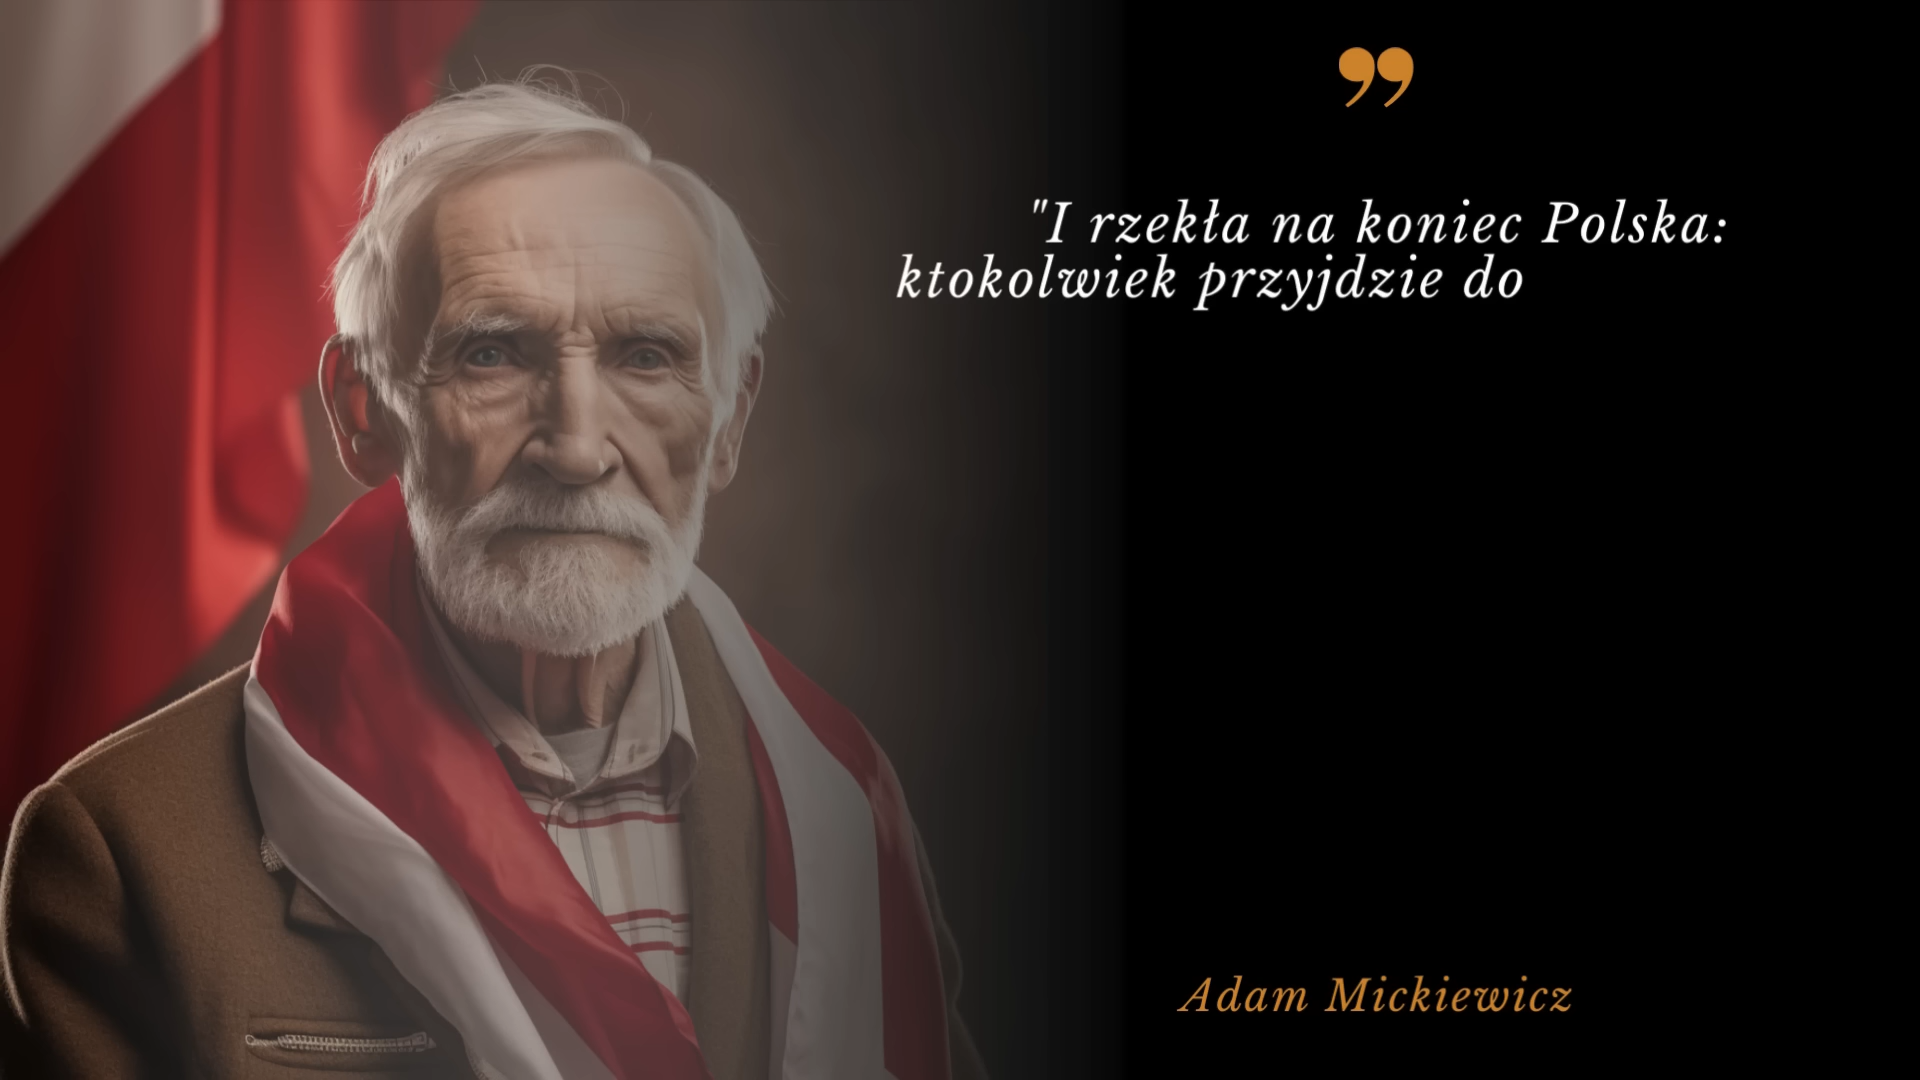 ”
"I rzekła na koniec Polska:
ktokolwiek przyjdzie do
Adam Mickiewicz